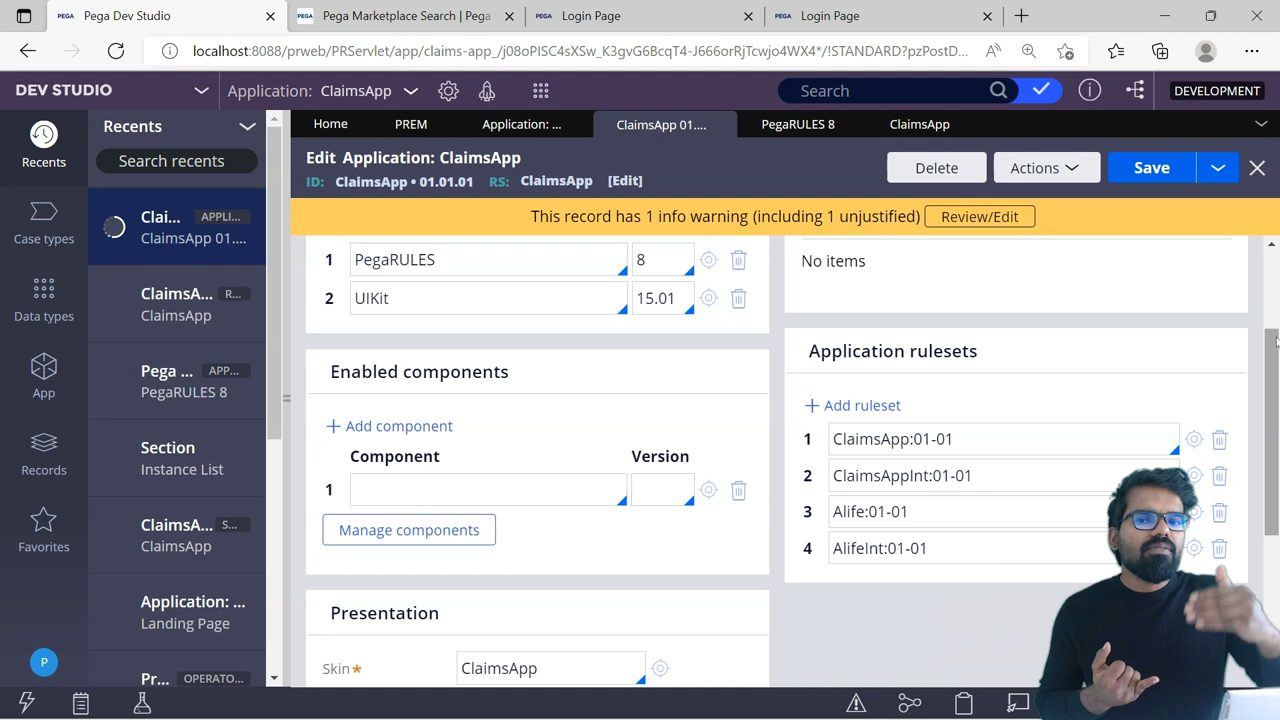 PEGA Pega Dev Studio
PEGA Pega Marketplace Search | Pega
PEGA Login Page
PEGA Login Page
localhost:8088/prweb/PRServlet/app/claims-app_/j08oPISC4sXSw_K3gvG6BcqT4-J666orRjTcwjo4WX4*/!STANDARD?pzPostD...
DEV STUDIO
Application: ClaimsApp
Search
DEVELOPMENT
Recents
Case types
Data types
App
Records
Favorites
P
Recents
Search recents
Clai... APPLI...
ClaimsApp 01....
ClaimsA... R...
ClaimsApp
Pega ... APP...
PegaRULES 8
Section
Instance List
ClaimsA... S...
ClaimsApp
Application: ...
Landing Page
Pr... OPERATO...
Home
PREM
Application: ...
ClaimsApp 01....
PegaRULES 8
ClaimsApp
Edit Application: ClaimsApp
ID: ClaimsApp • 01.01.01 RS: ClaimsApp [Edit]
Delete
Actions
Save
This record has 1 info warning (including 1 unjustified) Review/Edit
1 PegaRULES 8
2 UIKit 15.01
Enabled components
+ Add component
Component Version
1
Manage components
Presentation
Skin* ClaimsApp
No items
Application rulesets
+ Add ruleset
1 ClaimsApp:01-01
2 ClaimsAppInt:01-01
3 Alife:01-01
4 AlifeInt:01-01